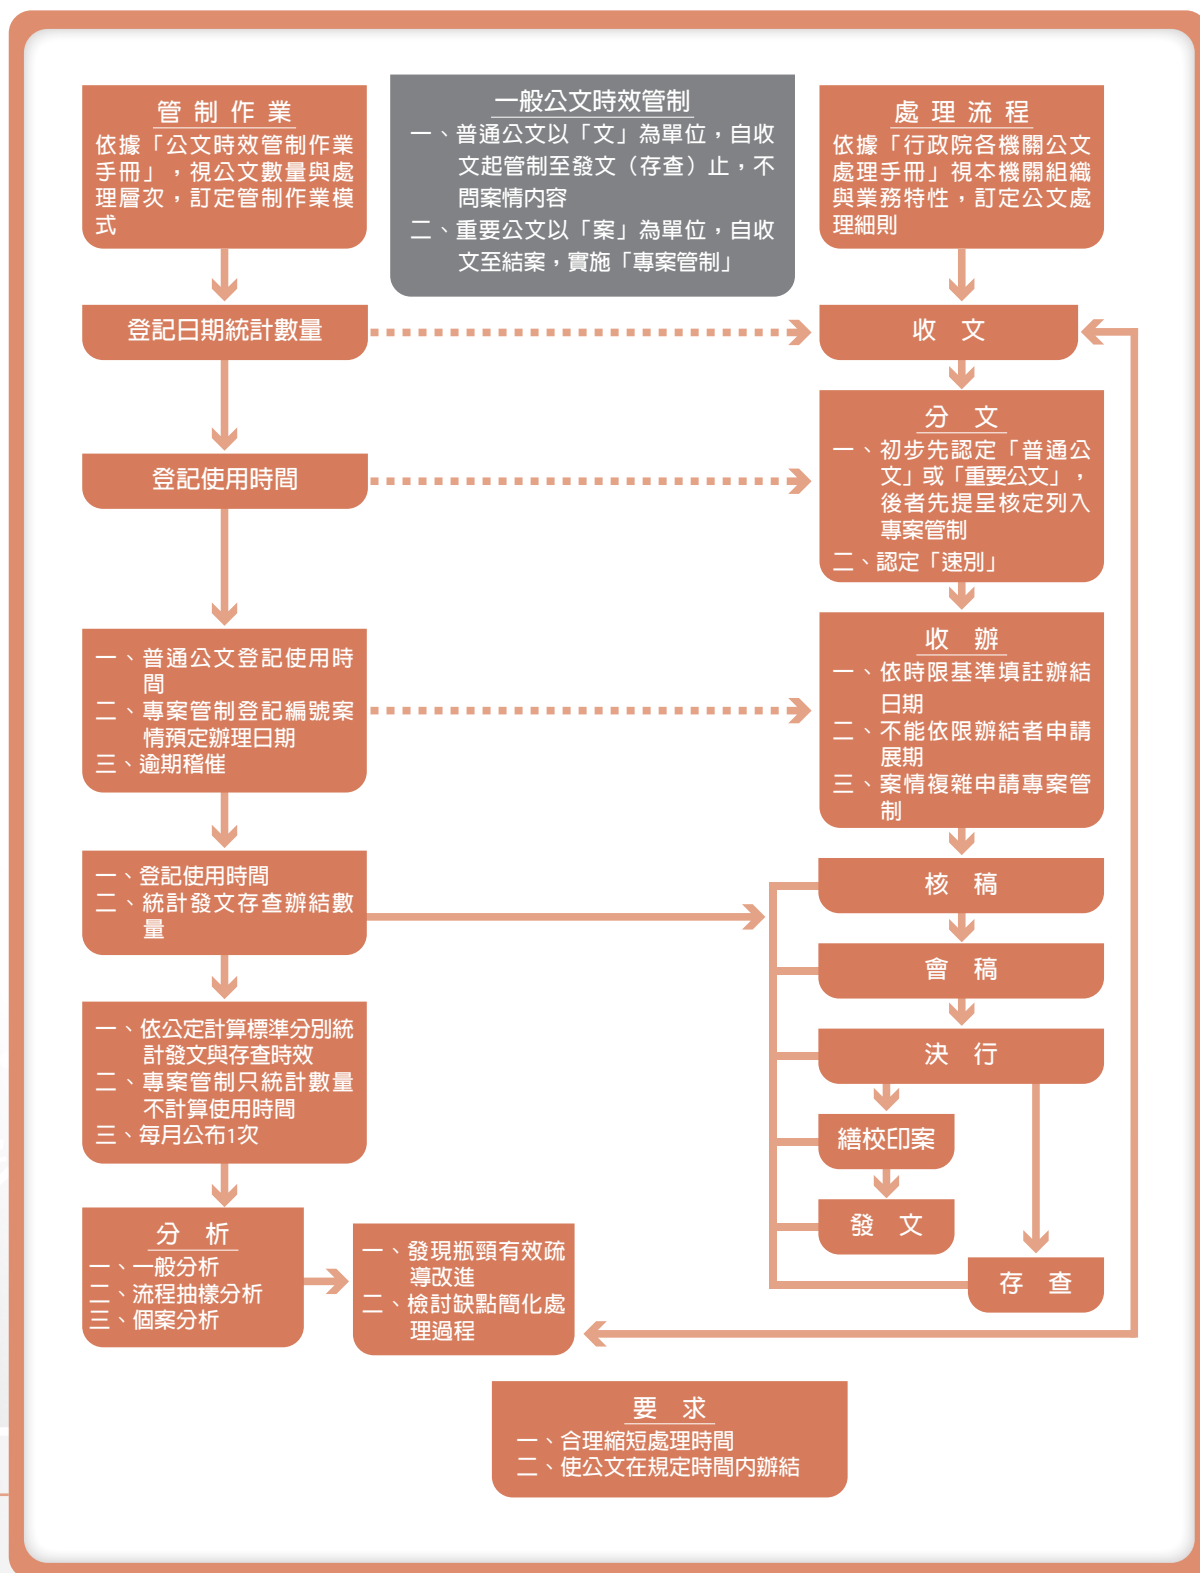 管制作業
依據「公文時效管制作業
手冊」，視公文數量與處
理層次，訂定管制作業模
式
一般公文時效管制
一、普通公文以「文」為單位，自收
文起管制至發文（存查）止，不
問案情內容
二、重要公文以「案」為單位，自收
文至結案，實施「專案管制」
處理流程
依據「行政院各機關公文
處理手冊」視本機關組織
與業務特性，訂定公文處
理細則
登記日期統計數量
收　文
分　文
一、初步先認定「普通公
文」或「重要公文」，
後者先提呈核定列入
專案管制
二、認定「速別」
登記使用時間
收　辦
一、依時限基準填註辦結
日期
二、不能依限辦結者申請
展期
三、案情複雜申請專案管
制
一、普通公文登記使用時
間
二、專案管制登記編號案
情預定辦理日期
三、逾期稽催
一、登記使用時間
二、統計發文存查辦結數
量
核　稿
會　稿
決　行
繕校印案
發　文
存　查
一、依公定計算標準分別統
計發文與存查時效
二、專案管制只統計數量
不計算使用時間
三、每月公布1次
分　析
一、一般分析
二、流程抽樣分析
三、個案分析
一、發現瓶頸有效疏
導改進
二、檢討缺點簡化處
理過程
要　求
一、合理縮短處理時間
二、使公文在規定時間內辦結